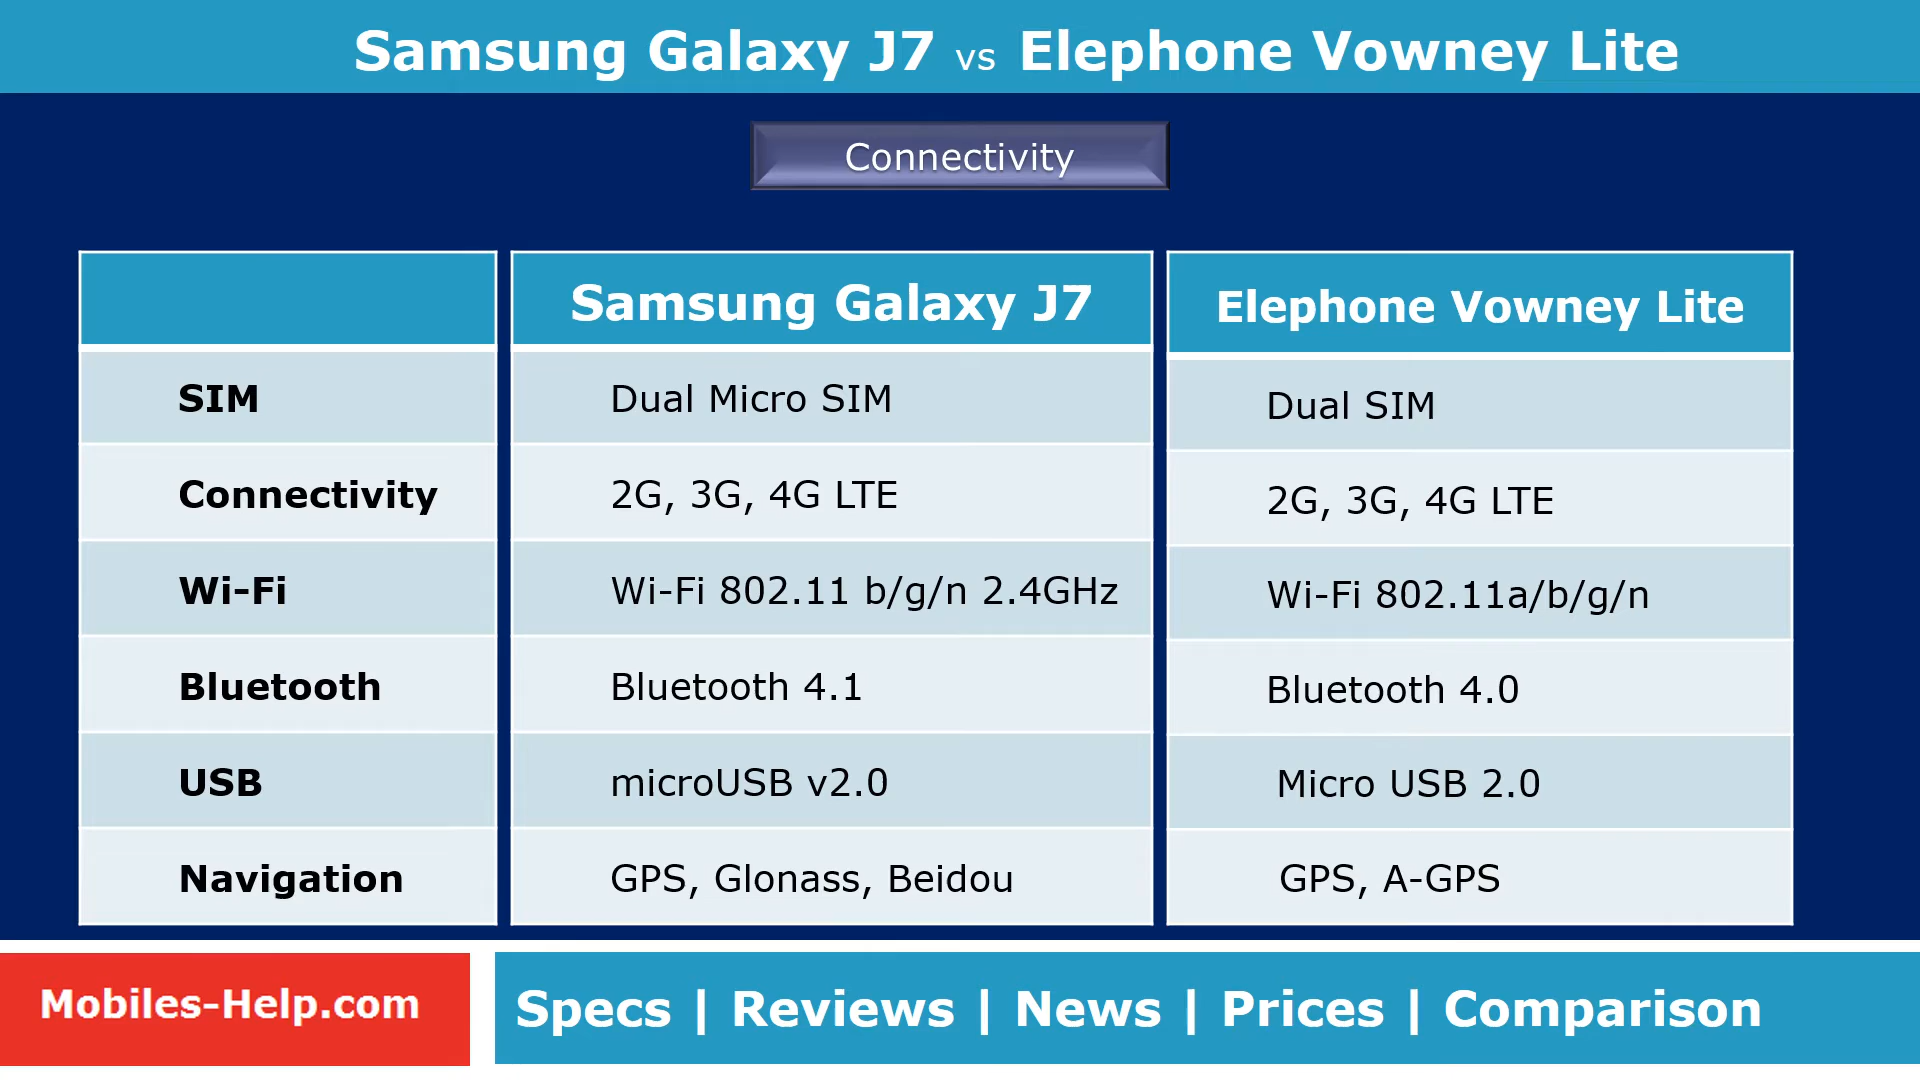 Samsung Galaxy J7 vs Elephone Vowney Lite
Connectivity
Samsung Galaxy J7 Elephone Vowney Lite
SIM Dual Micro SIM Dual SIM
Connectivity 2G, 3G, 4G LTE 2G, 3G, 4G LTE
Wi-Fi Wi-Fi 802.11 b/g/n 2.4GHz Wi-Fi 802.11a/b/g/n
Bluetooth Bluetooth 4.1 Bluetooth 4.0
USB microUSB v2.0 Micro USB 2.0
Navigation GPS, Glonass, Beidou GPS, A-GPS
Mobiles-Help.com Specs | Reviews | News | Prices | Comparison